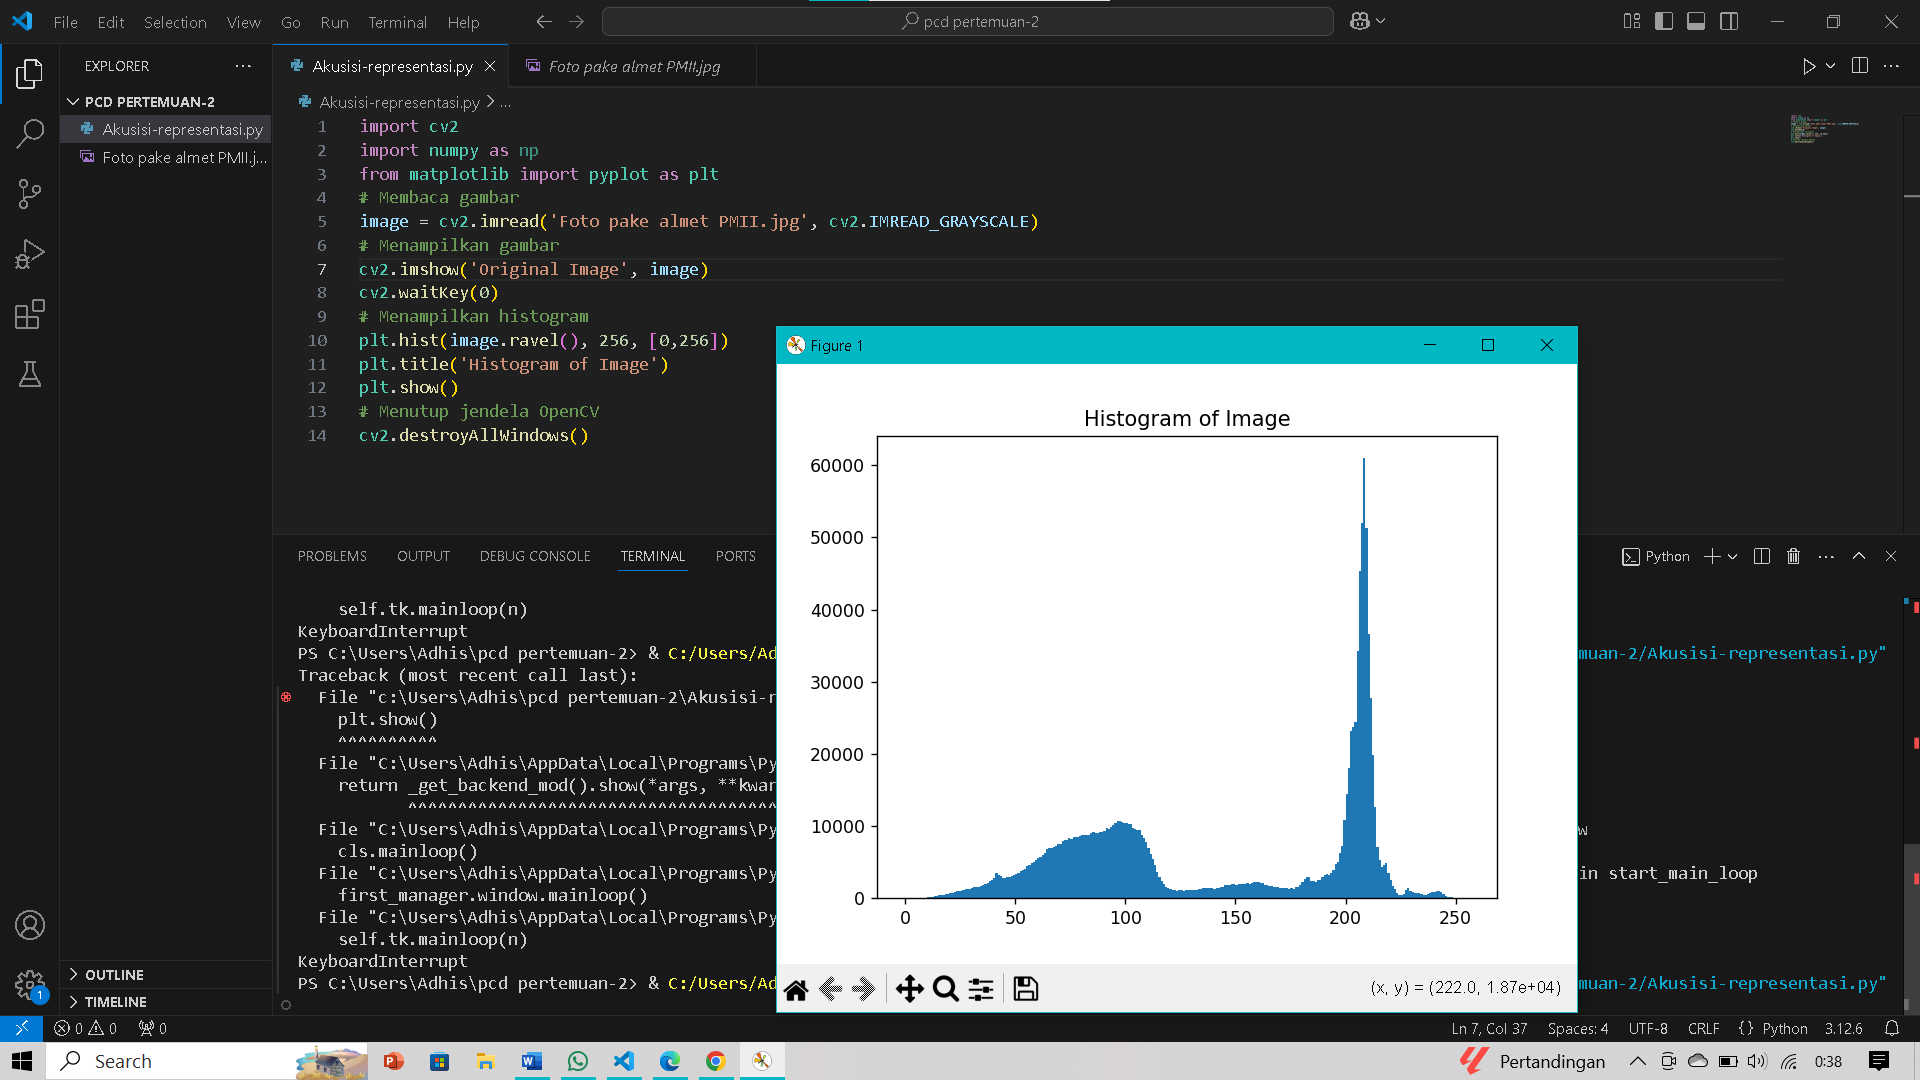 File Edit Selection View Go Run Terminal Help
pcd pertemuan-2
EXPLORER
PCD PERTEMUAN-2
Akusisi-representasi.py
Foto pake almet PMII.j...
OUTLINE
TIMELINE
1
Akusisi-representasi.py
Foto pake almet PMII.jpg
Akusisi-representasi.py > ...
1 import cv2
2 import numpy as np
3 from matplotlib import pyplot as plt
4 # Membaca gambar
5 image = cv2.imread('Foto pake almet PMII.jpg', cv2.IMREAD_GRAYSCALE)
6 # Menampilkan gambar
7 cv2.imshow('Original Image', image)
8 cv2.waitKey(0)
9 # Menampilkan histogram
10 plt.hist(image.ravel(), 256, [0,256])
11 plt.title('Histogram of Image')
12 plt.show()
13 # Menutup jendela OpenCV
14 cv2.destroyAllWindows()
PROBLEMS OUTPUT DEBUG CONSOLE TERMINAL PORTS
Python
self.tk.mainloop(n)
KeyboardInterrupt
PS C:\Users\Adhis\pcd pertemuan-2> & C:/Users/Ad
muan-2/Akusisi-representasi.py"
Traceback (most recent call last):
File "c:\Users\Adhis\pcd pertemuan-2\Akusisi-r
plt.show()
^^^^^^^^^^
File "C:\Users\Adhis\AppData\Local\Programs\Py
return _get_backend_mod().show(*args, **kwar
^^^^^^^^^^^^^^^^^^^^^^^^^^^^^^^^^^^^^
File "C:\Users\Adhis\AppData\Local\Programs\Py
w
cls.mainloop()
File "C:\Users\Adhis\AppData\Local\Programs\Py
in start_main_loop
first_manager.window.mainloop()
File "C:\Users\Adhis\AppData\Local\Programs\Py
self.tk.mainloop(n)
KeyboardInterrupt
PS C:\Users\Adhis\pcd pertemuan-2> & C:/Users/Ad
muan-2/Akusisi-representasi.py"
Figure 1
Histogram of Image
60000
50000
40000
30000
20000
10000
0
0 50 100 150 200 250
(x, y) = (222.0, 1.87e+04)
0 0 0
Ln 7, Col 37 Spaces: 4 UTF-8 CRLF {} Python 3.12.6
Search
Pertandingan
0:38